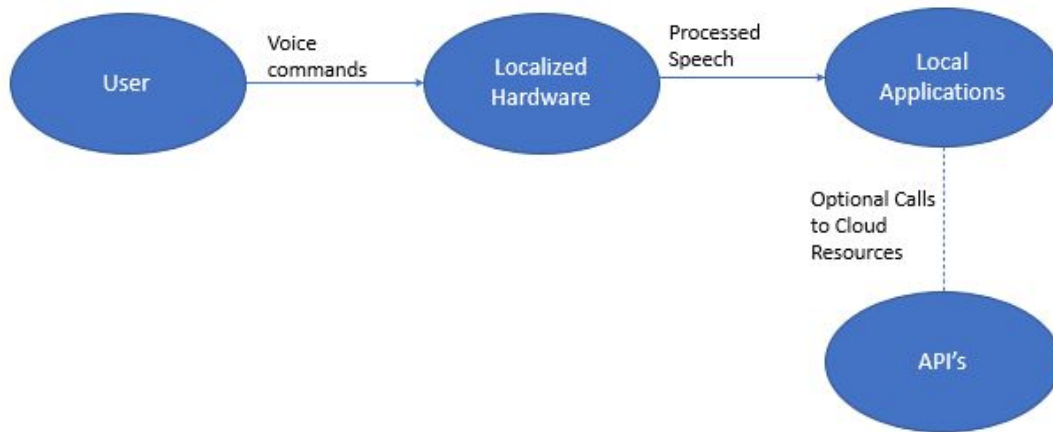 User
Voice
commands
Localized
Hardware
Processed
Speech
Local
Applications
Optional Calls
to Cloud
Resources
API's